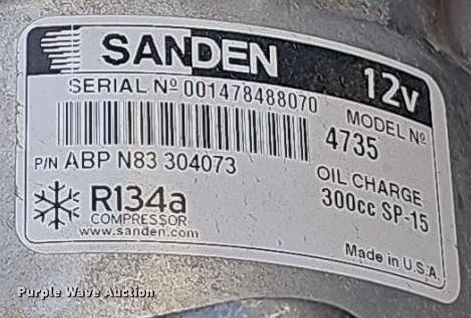 SANDEN
12v
SERIAL Nº 001478488070
MODEL Nº
4735
P/N ABP N83 304073
OIL CHARGE
300cc SP-15
R134a
COMPRESSOR
www.sanden.com
Made in U.S.A
Purple Wave Auction